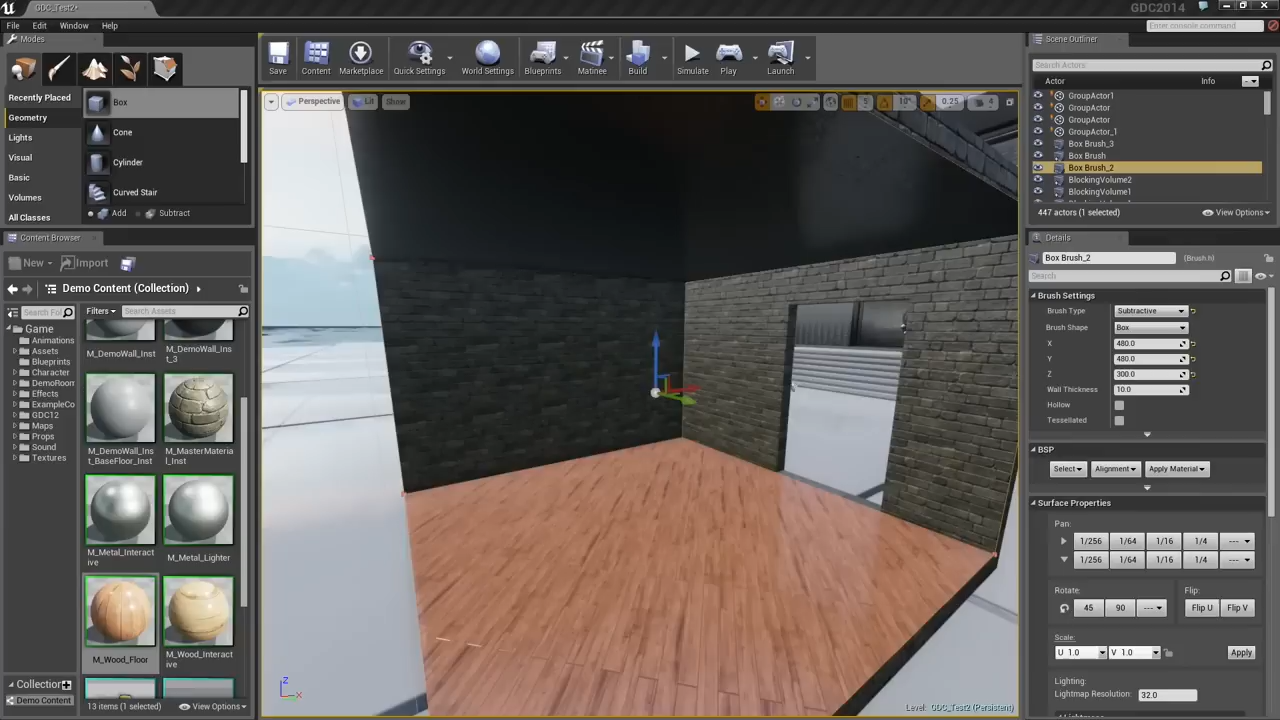 GDC_Test2*
GDC2014
File Edit Window Help
Enter console command
Modes
Recently Placed
Geometry
Lights
Visual
Basic
Volumes
All Classes
Box
Cone
Cylinder
Curved Stair
Add Subtract
Save
Content
Marketplace
Quick Settings
World Settings
Blueprints
Matinee
Build
Simulate
Play
Launch
Perspective Lit Show
5 10° 0.25 4
Content Browser
New Import
Demo Content (Collection)
Search Fol
Filters Search Assets
Game
Animations
Assets
Blueprints
Character
DemoRoom
Effects
ExampleCo
GDC12
Maps
Props
Sound
Textures
Collection
Demo Content
M_DemoWall_Inst
M_DemoWall_Ins
t_3
M_DemoWall_In
st_BaseFloor_Inst
M_MasterMateria
l_Inst
M_Metal_Interact
ive
M_Metal_Lighter
M_Wood_Floor
M_Wood_Interact
ive
13 items (1 selected) View Options
Z
X
Level: GDC_Test2 (Persistent)
Scene Outliner
Search Actors
Actor Info
GroupActor1
GroupActor
GroupActor
GroupActor_1
Box Brush_3
Box Brush
Box Brush_2
BlockingVolume2
BlockingVolume1
447 actors (1 selected) View Options
Details
Box Brush_2 (Brush.h)
Search
Brush Settings
Brush Type Subtractive
Brush Shape Box
X 480.0
Y 480.0
Z 300.0
Wall Thickness 10.0
Hollow
Tessellated
BSP
Select Alignment Apply Material
Surface Properties
Pan:
1/256 1/64 1/16 1/4 ---
1/256 1/64 1/16 1/4 ---
Rotate: Flip:
45 90 --- Flip U Flip V
Scale:
U 1.0 V 1.0 Apply
Lighting:
Lightmap Resolution: 32.0